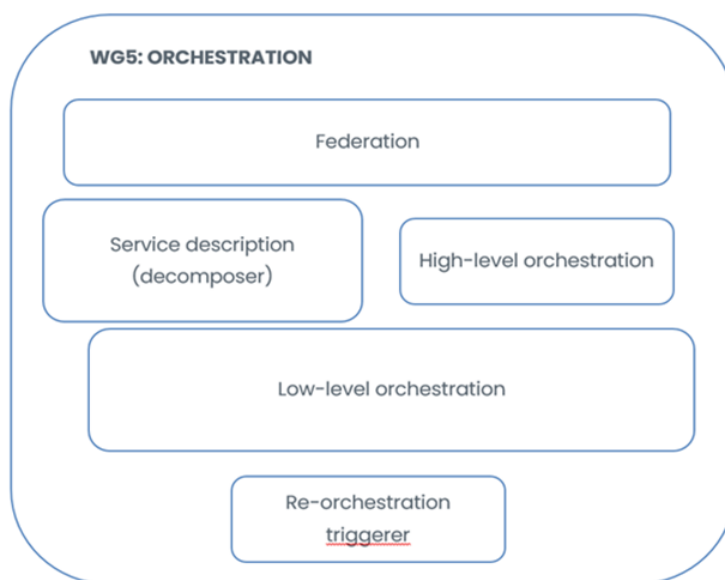 WG5: ORCHESTRATION
Federation
Service description
(decomposer)
High-level orchestration
Low-level orchestration
Re-orchestration
triggerer